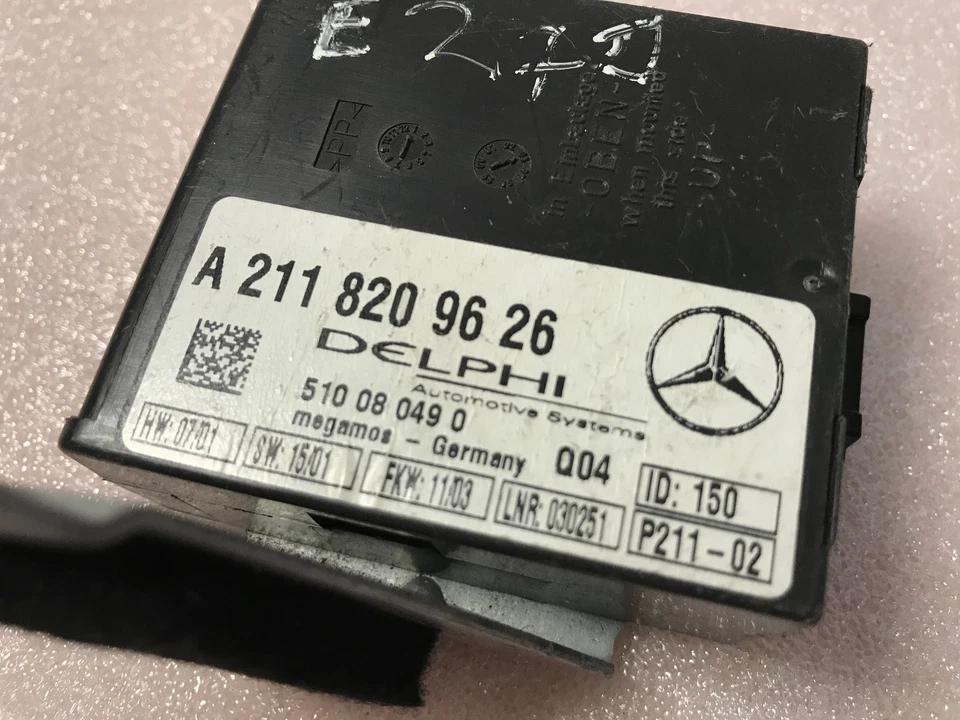 E 270
>PP<
in Einbaulage
-OBEN-
when mounted
this side
up
A 211 820 96 26
DELPHI
Automotive Systems
510 08 049 0
megamos - Germany Q04
HW: 07/01
SW: 15/01
FKW: 11/03
LNR: 030251
ID: 150
P211-02